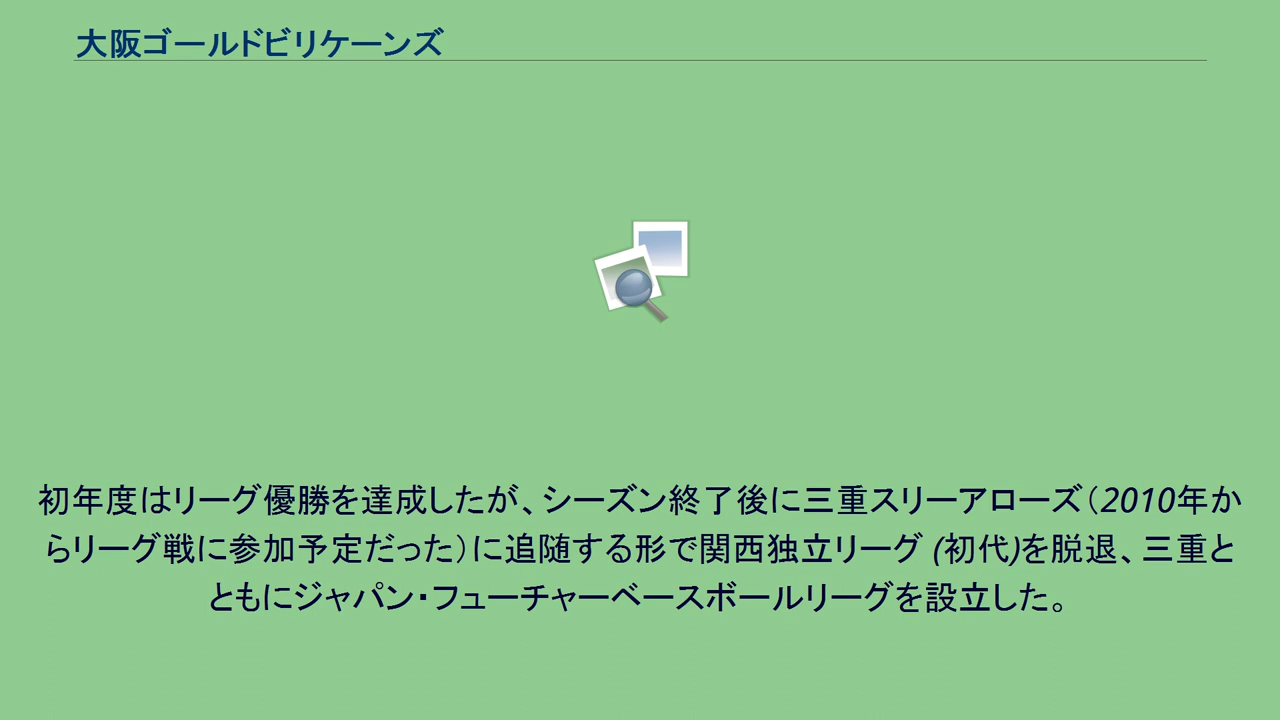 大阪ゴールドビリケーンズ
初年度はリーグ優勝を達成したが、シーズン終了後に三重スリーアローズ（2010年か
らリーグ戦に参加予定だった）に追随する形で関西独立リーグ (初代)を脱退、三重と
ともにジャパン・フューチャーベースボールリーグを設立した。